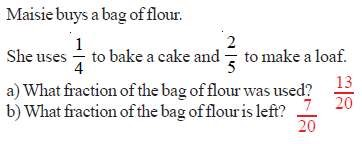 Maisie buys a bag of flour.
She uses 1/4 to bake a cake and 2/5 to make a loaf.
a) What fraction of the bag of flour was used? 13/20
b) What fraction of the bag of flour is left? 7/20